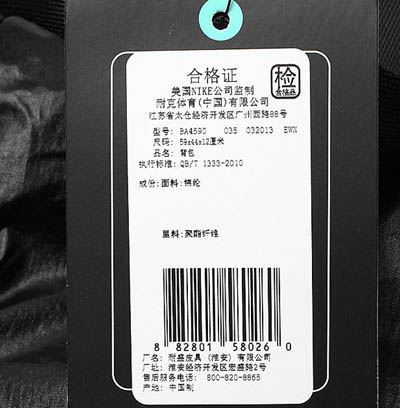 合格证
检
合格品
美国NIKE公司监制
耐克体育(中国)有限公司
江苏省太仓经济开发区广州西路88号
型号: BA4590 035 032013 EWN
尺码: 59x44x12厘米
品名: 背包
执行标准: QB/T 1333-2010
成份: 面料: 锦纶
里料: 聚酯纤维
8 82801 58026 0
厂名: 耐盛皮具 (淮安) 有限公司
厂址: 淮安经济开发区宏盛路2号
售后服务电话: 800-820-8865
产地: 中国制